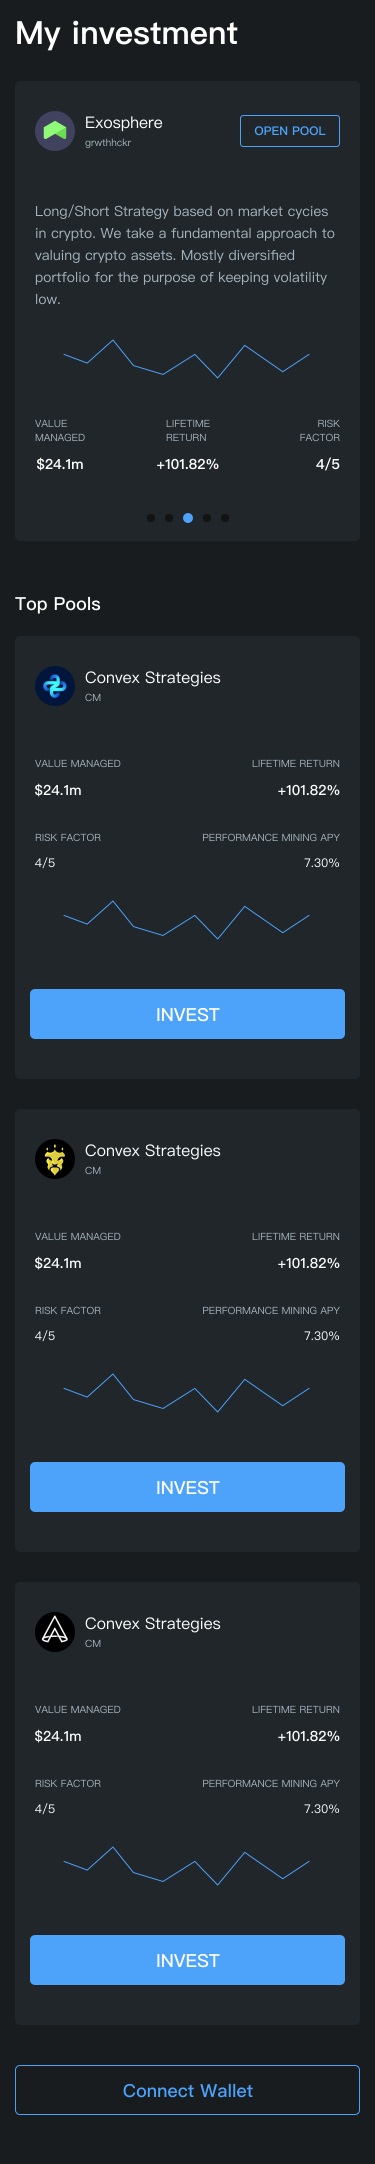 My investment
Exosphere
grwthhckr
OPEN POOL
Long/Short Strategy based on market cycies
in crypto. We take a fundamental approach to
valuing crypto assets. Mostly diversified
portfolio for the purpose of keeping volatility
low.
VALUE MANAGED
LIFETIME RETURN
RISK FACTOR
$24.1m
+101.82%
4/5
Top Pools
Convex Strategies
CM
VALUE MANAGED
LIFETIME RETURN
$24.1m
+101.82%
RISK FACTOR
PERFORMANCE MINING APY
4/5
7.30%
INVEST
Convex Strategies
CM
VALUE MANAGED
LIFETIME RETURN
$24.1m
+101.82%
RISK FACTOR
PERFORMANCE MINING APY
4/5
7.30%
INVEST
Convex Strategies
CM
VALUE MANAGED
LIFETIME RETURN
$24.1m
+101.82%
RISK FACTOR
PERFORMANCE MINING APY
4/5
7.30%
INVEST
Connect Wallet